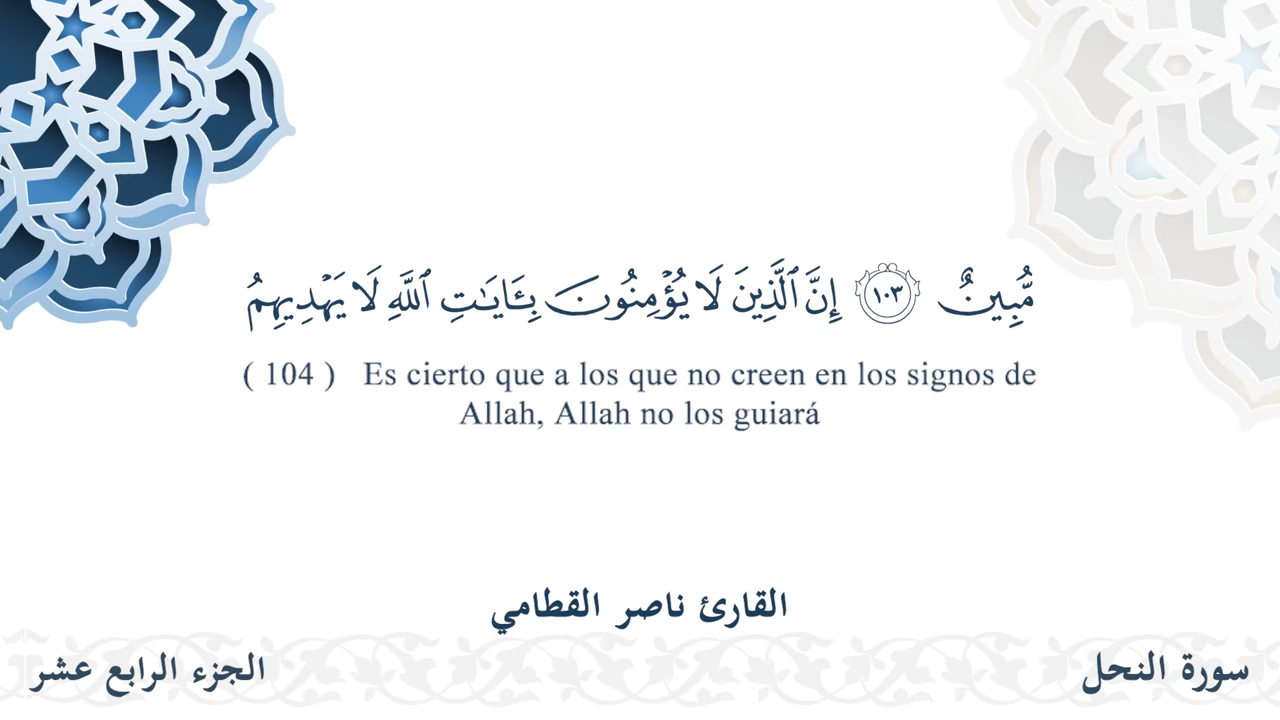 مُّبِينٌ ١٠٣ إِنَّ ٱلَّذِينَ لَا يُؤۡمِنُونَ بِـَٔايَٰتِ ٱللَّهِ لَا يَهۡدِيهِمُ
( 104 ) Es cierto que a los que no creen en los signos de
Allah, Allah no los guiará
القارئ ناصر القطامي
سورة النحل
الجزء الرابع عشر